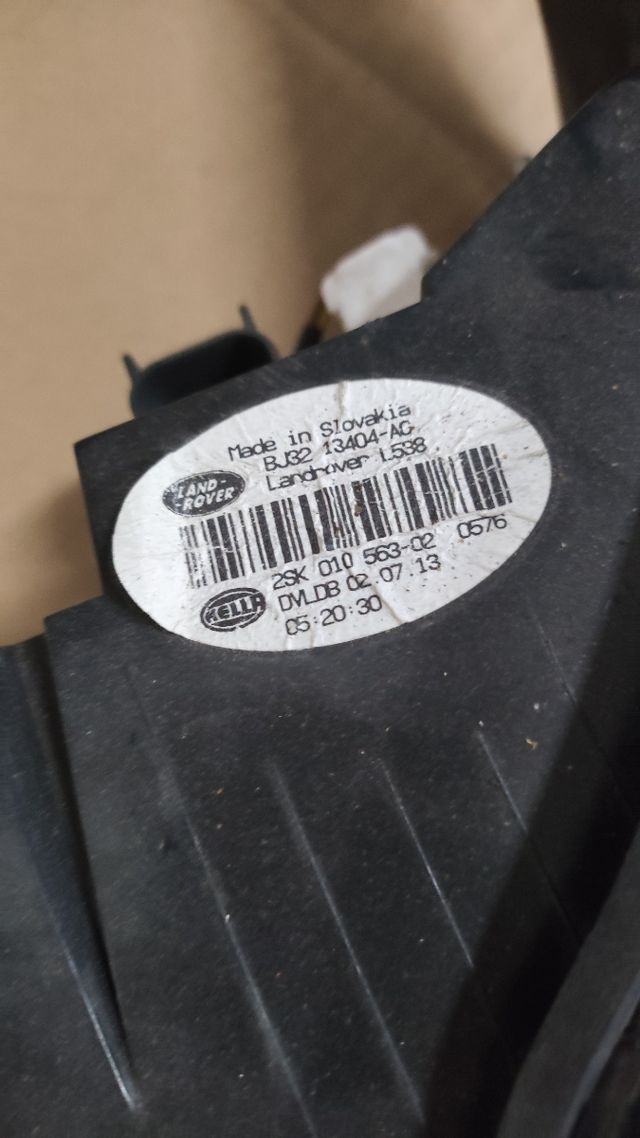 Made in Slovakia
BJ32 13404-AG
Landrover L538
LAND-
-ROVER
2SK 010 563-02 0576
HELLA
DVLDB 02.07.13
05:20:30